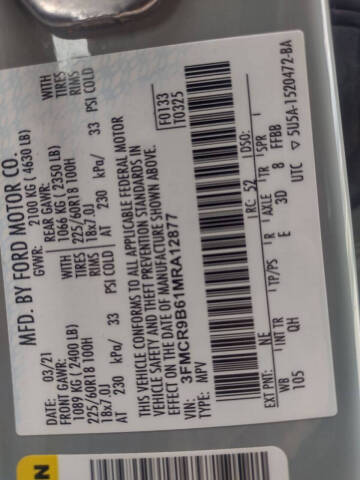 MFD. BY FORD MOTOR CO.
DATE: 03/21 GVWR: 2100 KG ( 4630 LB)
FRONT GAWR: REAR GAWR:
1089 KG ( 2400 LB) WITH 1066 KG ( 2350 LB) WITH
225/60R18 100H TIRES 225/60R18 100H TIRES
18x7.0J RIMS 18x7.0J RIMS
AT 230 kPa/ 33 PSI COLD AT 230 kPa/ 33 PSI COLD
THIS VEHICLE CONFORMS TO ALL APPLICABLE FEDERAL MOTOR
VEHICLE SAFETY AND THEFT PREVENTION STANDARDS IN
EFFECT ON THE DATE OF MANUFACTURE SHOWN ABOVE.
VIN: 3FMCR9B61MRA12877
TYPE: MPV
F0133
T0325
EXT PNT: NE RC: 52 DSO:
WB INT TR TP/PS R AXLE TR SPR
105 QH E 3D 8 FFBB
UTC ▽ 5U5A-1520472-BA
N